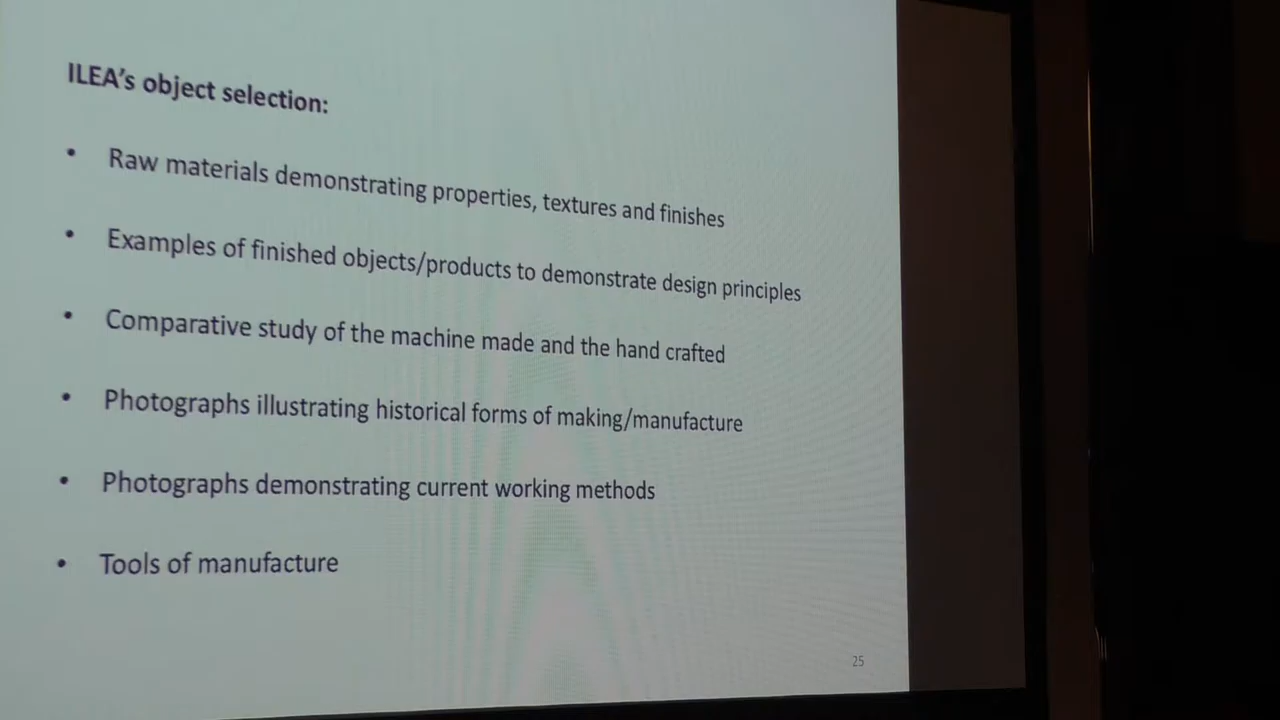 ILEA's object selection:
• Raw materials demonstrating properties, textures and finishes
• Examples of finished objects/products to demonstrate design principles
• Comparative study of the machine made and the hand crafted
• Photographs illustrating historical forms of making/manufacture
• Photographs demonstrating current working methods
• Tools of manufacture
25